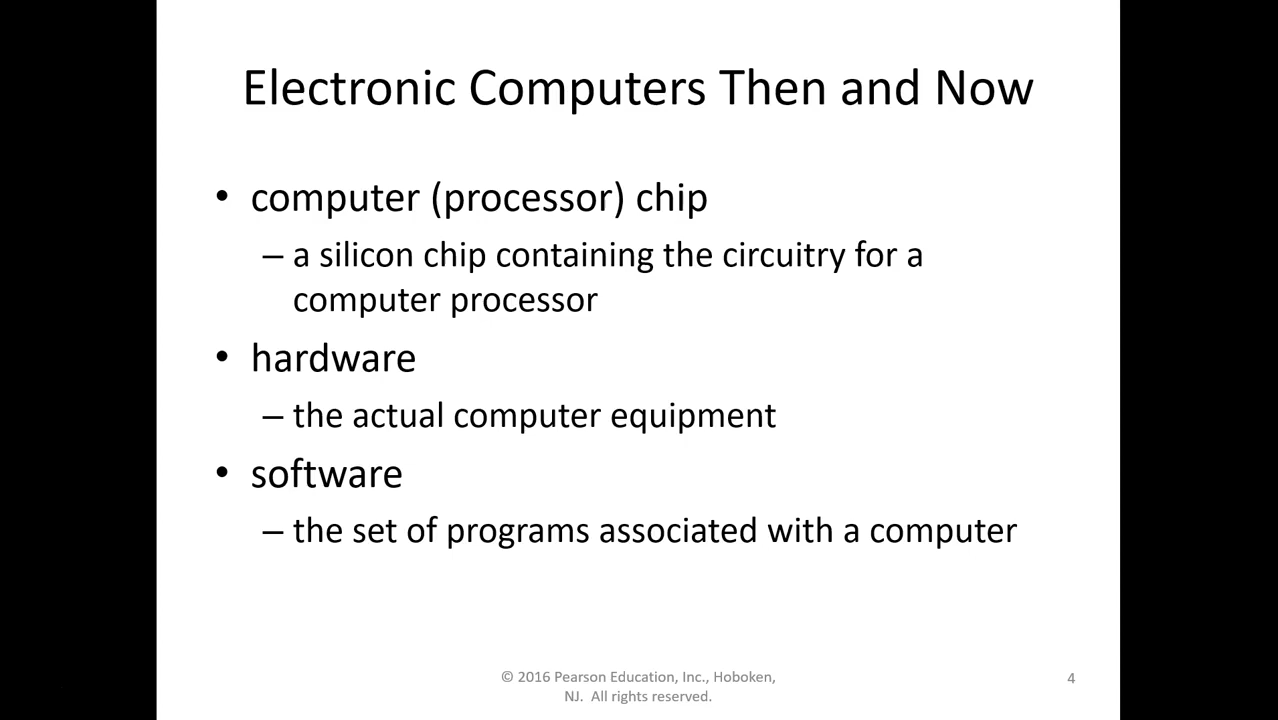 Electronic Computers Then and Now
• computer (processor) chip
– a silicon chip containing the circuitry for a
computer processor
• hardware
– the actual computer equipment
• software
– the set of programs associated with a computer
© 2016 Pearson Education, Inc., Hoboken,
NJ. All rights reserved.
4